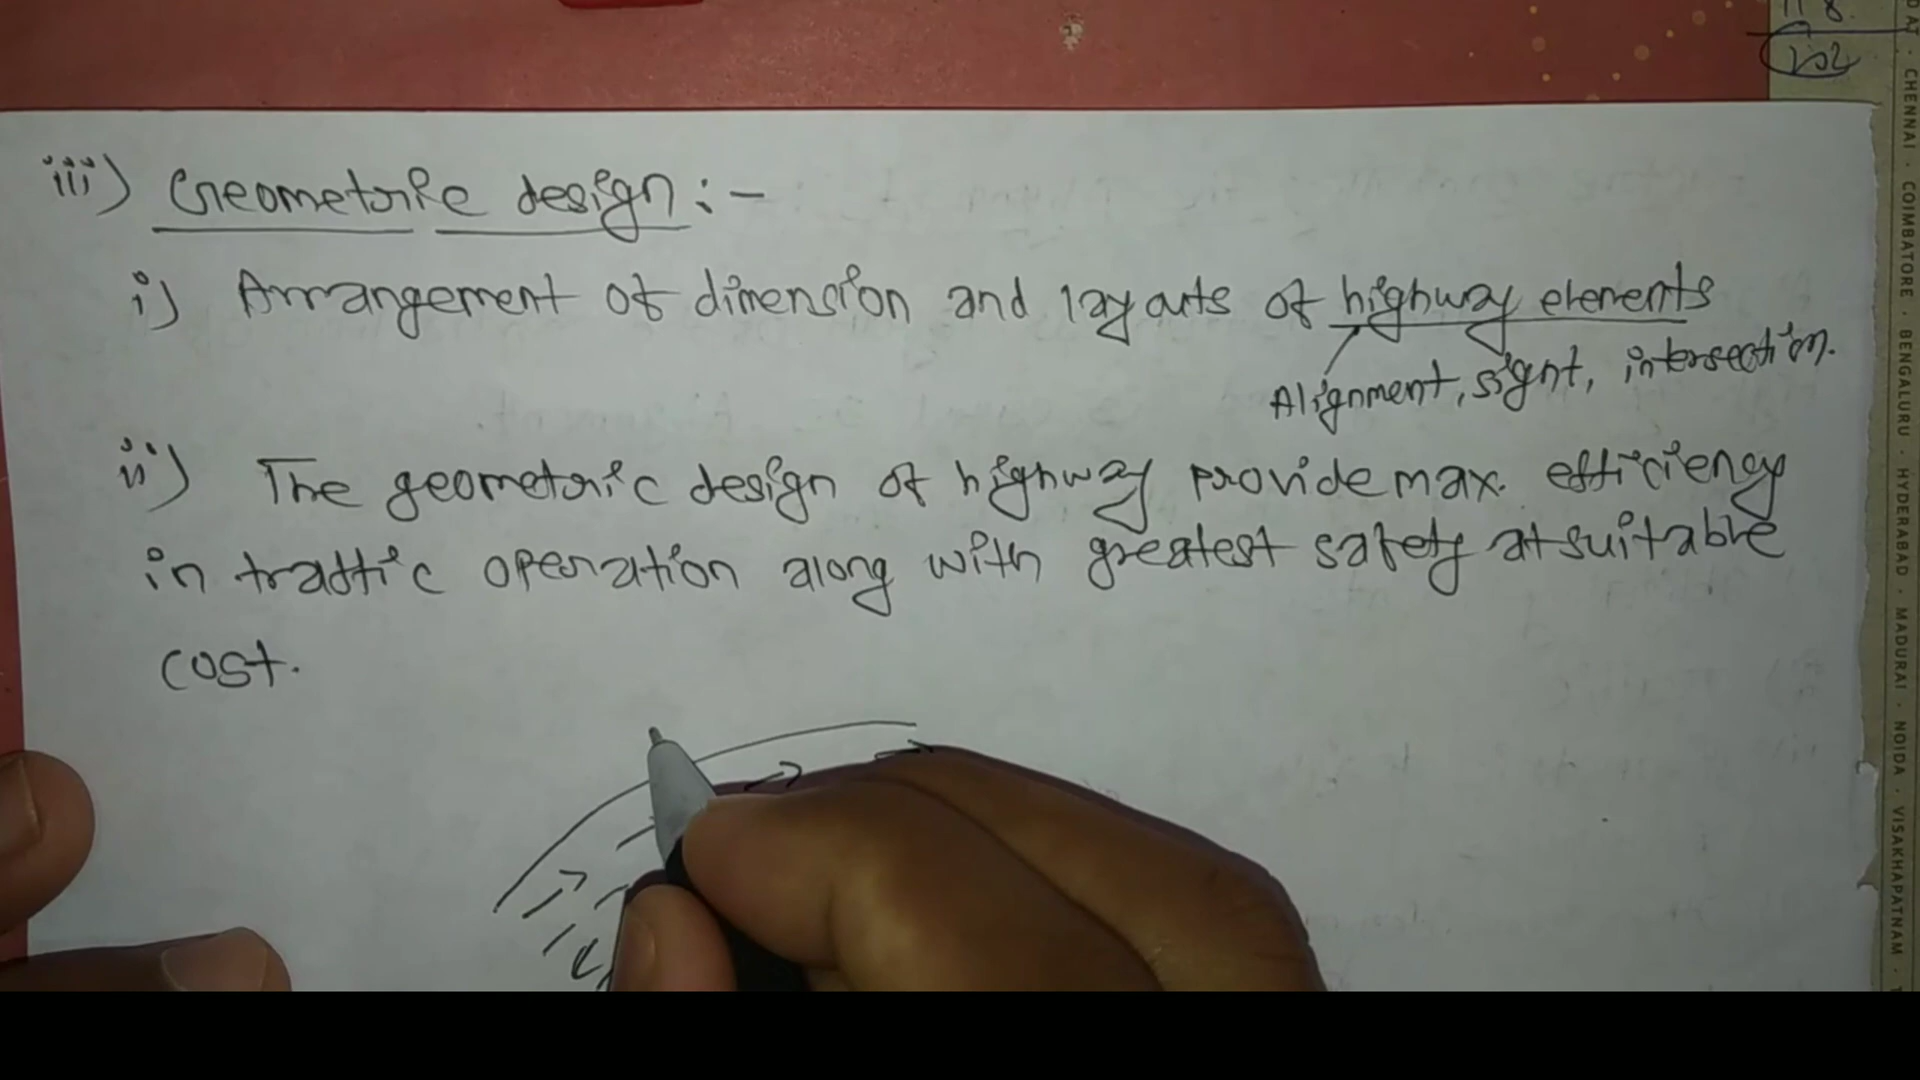 iii) Geometric design :-
i) Arrangement of dimension and layouts of highway elements
Alignment, sight, intersection.
ii) The geometric design of highway provide max. efficiency
in traffic operation along with greatest safety at suitable
cost.
202
CHENNAI · COIMBATORE · BENGALURU · HYDERABAD · MADURAI · NOIDA · VISAKHAPATNAM ·